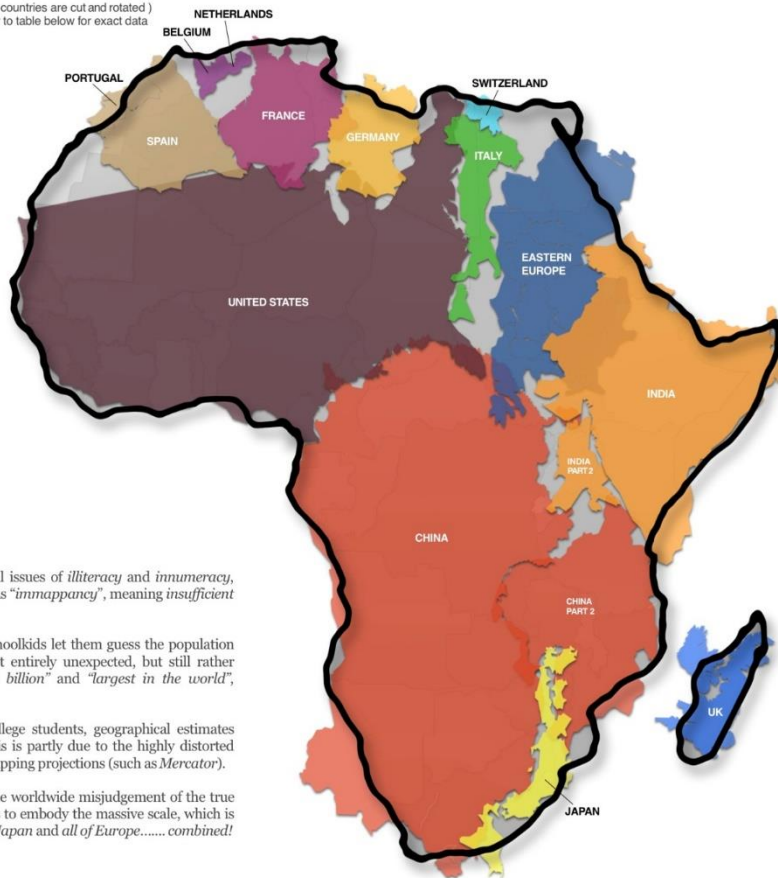 countries are cut and rotated )
to table below for exact data
NETHERLANDS
BELGIUM
PORTUGAL
SWITZERLAND
FRANCE
SPAIN
GERMANY
ITALY
EASTERN
EUROPE
UNITED STATES
INDIA
INDIA
PART 2
CHINA
CHINA
PART 2
UK
JAPAN
issues of illiteracy and innumeracy,
“immappancy”, meaning insufficient
let them guess the population
entirely unexpected, but still rather
billion” and “largest in the world”,
students, geographical estimates
is partly due to the highly distorted
projections (such as Mercator).
worldwide misjudgement of the true
to embody the massive scale, which is
Japan and all of Europe....... combined!